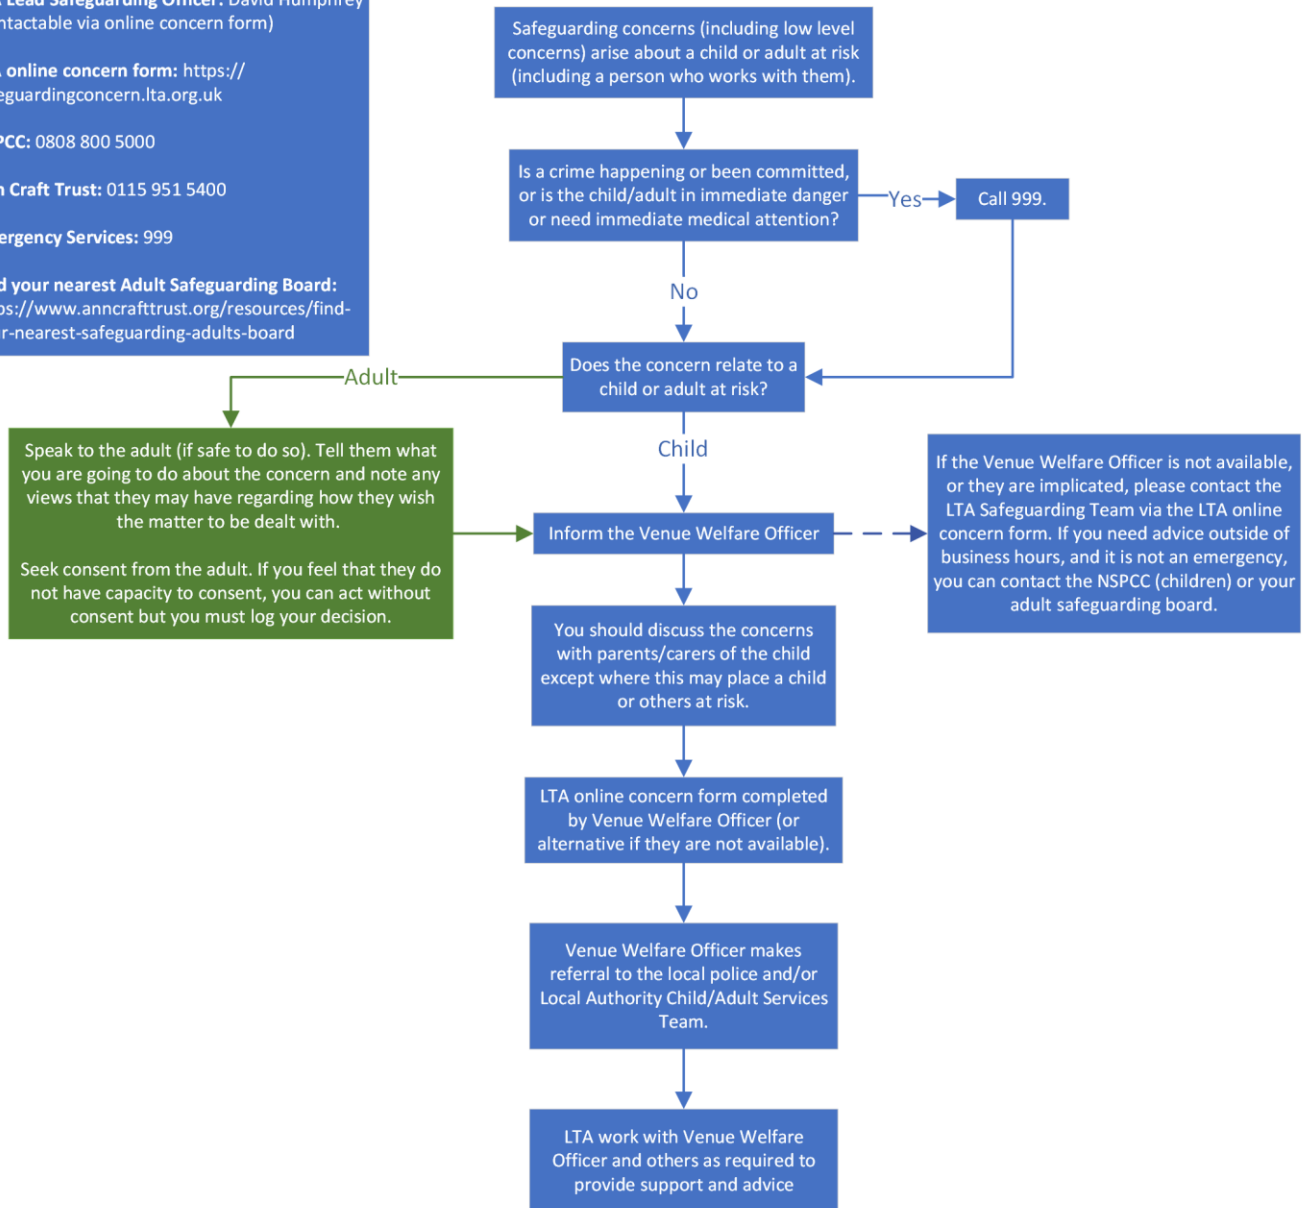 Lead Safeguarding Officer: David Humphrey
contactable via online concern form)
online concern form: https://
safeguardingconcern.lta.org.uk
NSPCC: 0808 800 5000
Ann Craft Trust: 0115 951 5400
Emergency Services: 999
Find your nearest Adult Safeguarding Board:
https://www.anncrafttrust.org/resources/find-
your-nearest-safeguarding-adults-board
Safeguarding concerns (including low level
concerns) arise about a child or adult at risk
(including a person who works with them).
Is a crime happening or been committed,
or is the child/adult in immediate danger
or need immediate medical attention?
Yes
Call 999.
No
Does the concern relate to a
child or adult at risk?
Adult
Child
Speak to the adult (if safe to do so). Tell them what
you are going to do about the concern and note any
views that they may have regarding how they wish
the matter to be dealt with.
Seek consent from the adult. If you feel that they do
not have capacity to consent, you can act without
consent but you must log your decision.
Inform the Venue Welfare Officer
If the Venue Welfare Officer is not available,
or they are implicated, please contact the
LTA Safeguarding Team via the LTA online
concern form. If you need advice outside of
business hours, and it is not an emergency,
you can contact the NSPCC (children) or your
adult safeguarding board.
You should discuss the concerns
with parents/carers of the child
except where this may place a child
or others at risk.
LTA online concern form completed
by Venue Welfare Officer (or
alternative if they are not available).
Venue Welfare Officer makes
referral to the local police and/or
Local Authority Child/Adult Services
Team.
LTA work with Venue Welfare
Officer and others as required to
provide support and advice